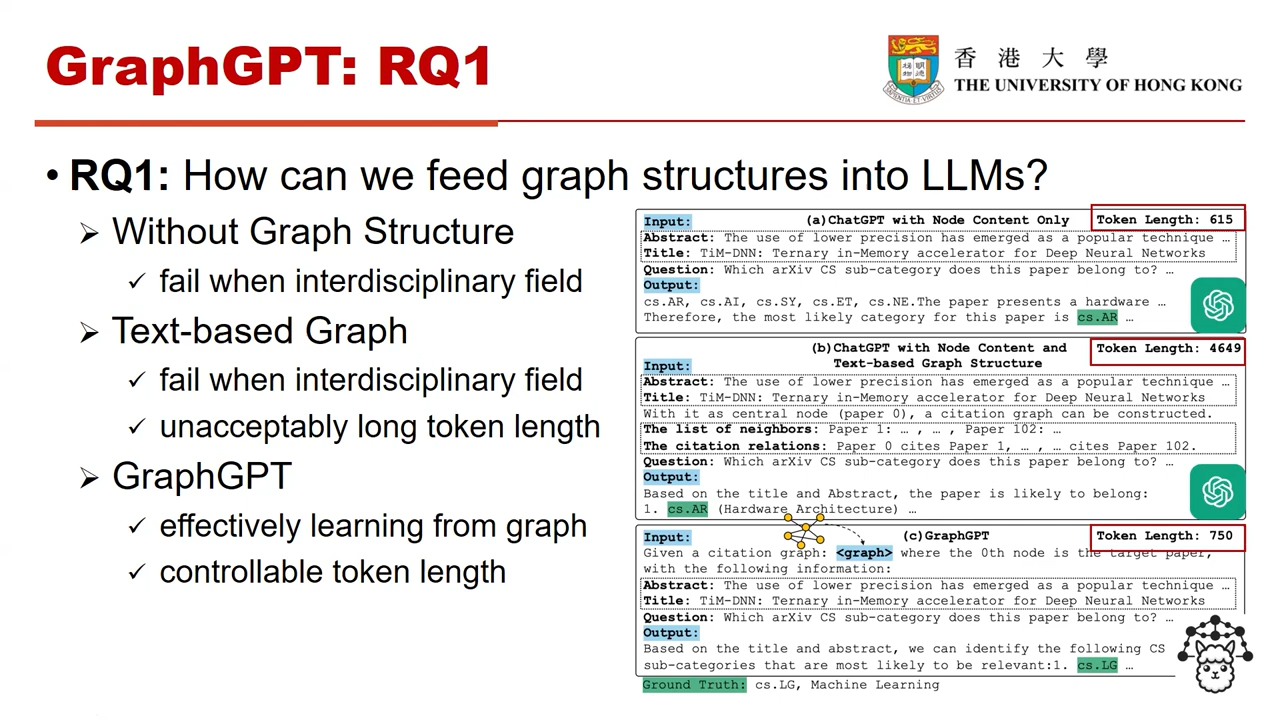 GraphGPT: RQ1
香港大學
THE UNIVERSITY OF HONG KONG
• RQ1: How can we feed graph structures into LLMs?
➢ Without Graph Structure
✓ fail when interdisciplinary field
➢ Text-based Graph
✓ fail when interdisciplinary field
✓ unacceptably long token length
➢ GraphGPT
✓ effectively learning from graph
✓ controllable token length
Input: (a)ChatGPT with Node Content Only Token Length: 615
Abstract: The use of lower precision has emerged as a popular technique …
Title: TiM-DNN: Ternary in-Memory accelerator for Deep Neural Networks
Question: Which arXiv CS sub-category does this paper belong to? …
Output:
cs.AR, cs.AI, cs.SY, cs.ET, cs.NE.The paper presents a hardware …
Therefore, the most likely category for this paper is cs.AR …
(b)ChatGPT with Node Content and Token Length: 4649
Text-based Graph Structure
Input:
Abstract: The use of lower precision has emerged as a popular technique …
Title: TiM-DNN: Ternary in-Memory accelerator for Deep Neural Networks
With it as central node (paper 0), a citation graph can be constructed.
The list of neighbors: Paper 1: … , … , Paper 102: …
The citation relations: Paper 0 cites Paper 1, … , … cites Paper 102.
Question: Which arXiv CS sub-category does this paper belong to? …
Output:
Based on the title and Abstract, the paper is likely to belong:
1. cs.AR (Hardware Architecture) …
Input: (c)GraphGPT Token Length: 750
Given a citation graph: <graph> where the 0th node is the target paper,
with the following information:
Abstract: The use of lower precision has emerged as a popular technique …
Title: TiM-DNN: Ternary in-Memory accelerator for Deep Neural Networks
Question: Which arXiv CS sub-category does this paper belong to? …
Output:
Based on the title and abstract, we can identify the following CS
sub-categories that are most likely to be relevant:1. cs.LG …
Ground Truth: cs.LG, Machine Learning